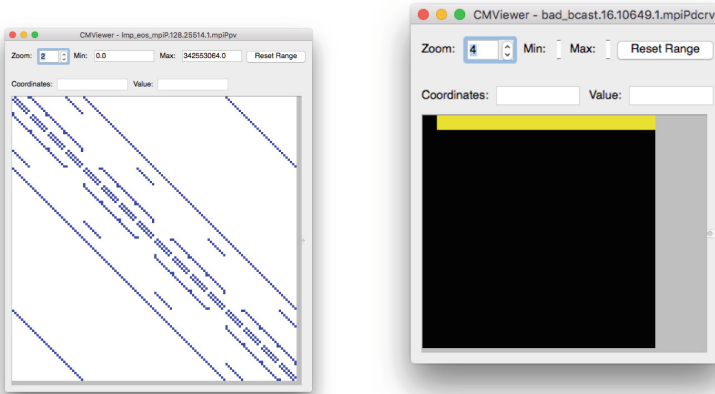 CMViewer - lmp_eos_mpiP.128.25514.1.mpiPpv
Zoom: 2 Min: 0.0 Max: 342553064.0 Reset Range
Coordinates: Value:
CMViewer - bad_bcast.16.10649.1.mpiPdcrv
Zoom: 4 Min: Max: Reset Range
Coordinates: Value: